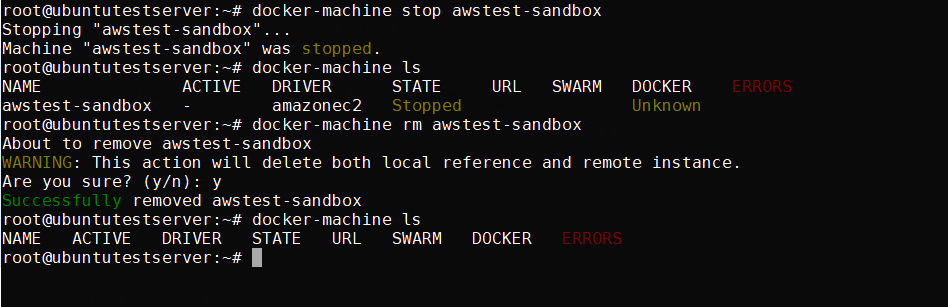 root@ubuntutestserver:~# docker-machine stop awstest-sandbox
Stopping "awstest-sandbox"...
Machine "awstest-sandbox" was stopped.
root@ubuntutestserver:~# docker-machine ls
NAME ACTIVE DRIVER STATE URL SWARM DOCKER ERRORS
awstest-sandbox - amazonec2 Stopped Unknown
root@ubuntutestserver:~# docker-machine rm awstest-sandbox
About to remove awstest-sandbox
WARNING: This action will delete both local reference and remote instance.
Are you sure? (y/n): y
Successfully removed awstest-sandbox
root@ubuntutestserver:~# docker-machine ls
NAME ACTIVE DRIVER STATE URL SWARM DOCKER ERRORS
root@ubuntutestserver:~#